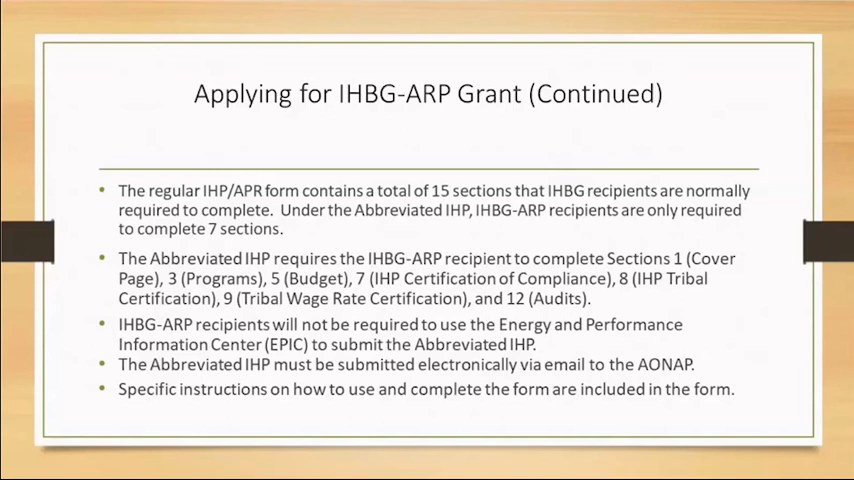 Applying for IHBG-ARP Grant (Continued)
• The regular IHP/APR form contains a total of 15 sections that IHBG recipients are normally
required to complete. Under the Abbreviated IHP, IHBG-ARP recipients are only required
to complete 7 sections.
• The Abbreviated IHP requires the IHBG-ARP recipient to complete Sections 1 (Cover
Page), 3 (Programs), 5 (Budget), 7 (IHP Certification of Compliance), 8 (IHP Tribal
Certification), 9 (Tribal Wage Rate Certification), and 12 (Audits).
• IHBG-ARP recipients will not be required to use the Energy and Performance
Information Center (EPIC) to submit the Abbreviated IHP.
• The Abbreviated IHP must be submitted electronically via email to the AONAP.
• Specific instructions on how to use and complete the form are included in the form.